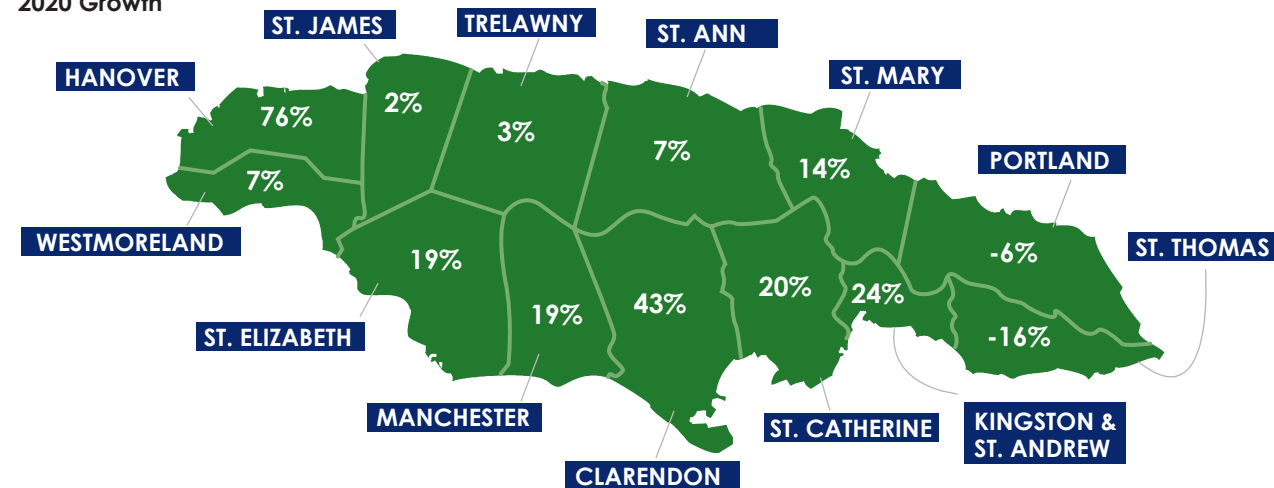 2020 Growth
ST. JAMES
TRELAWNY
ST. ANN
HANOVER
ST. MARY
76%
2%
3%
7%
14%
PORTLAND
7%
WESTMORELAND
ST. THOMAS
-6%
19%
20%
24%
43%
19%
-16%
ST. ELIZABETH
MANCHESTER
ST. CATHERINE
KINGSTON &
ST. ANDREW
CLARENDON